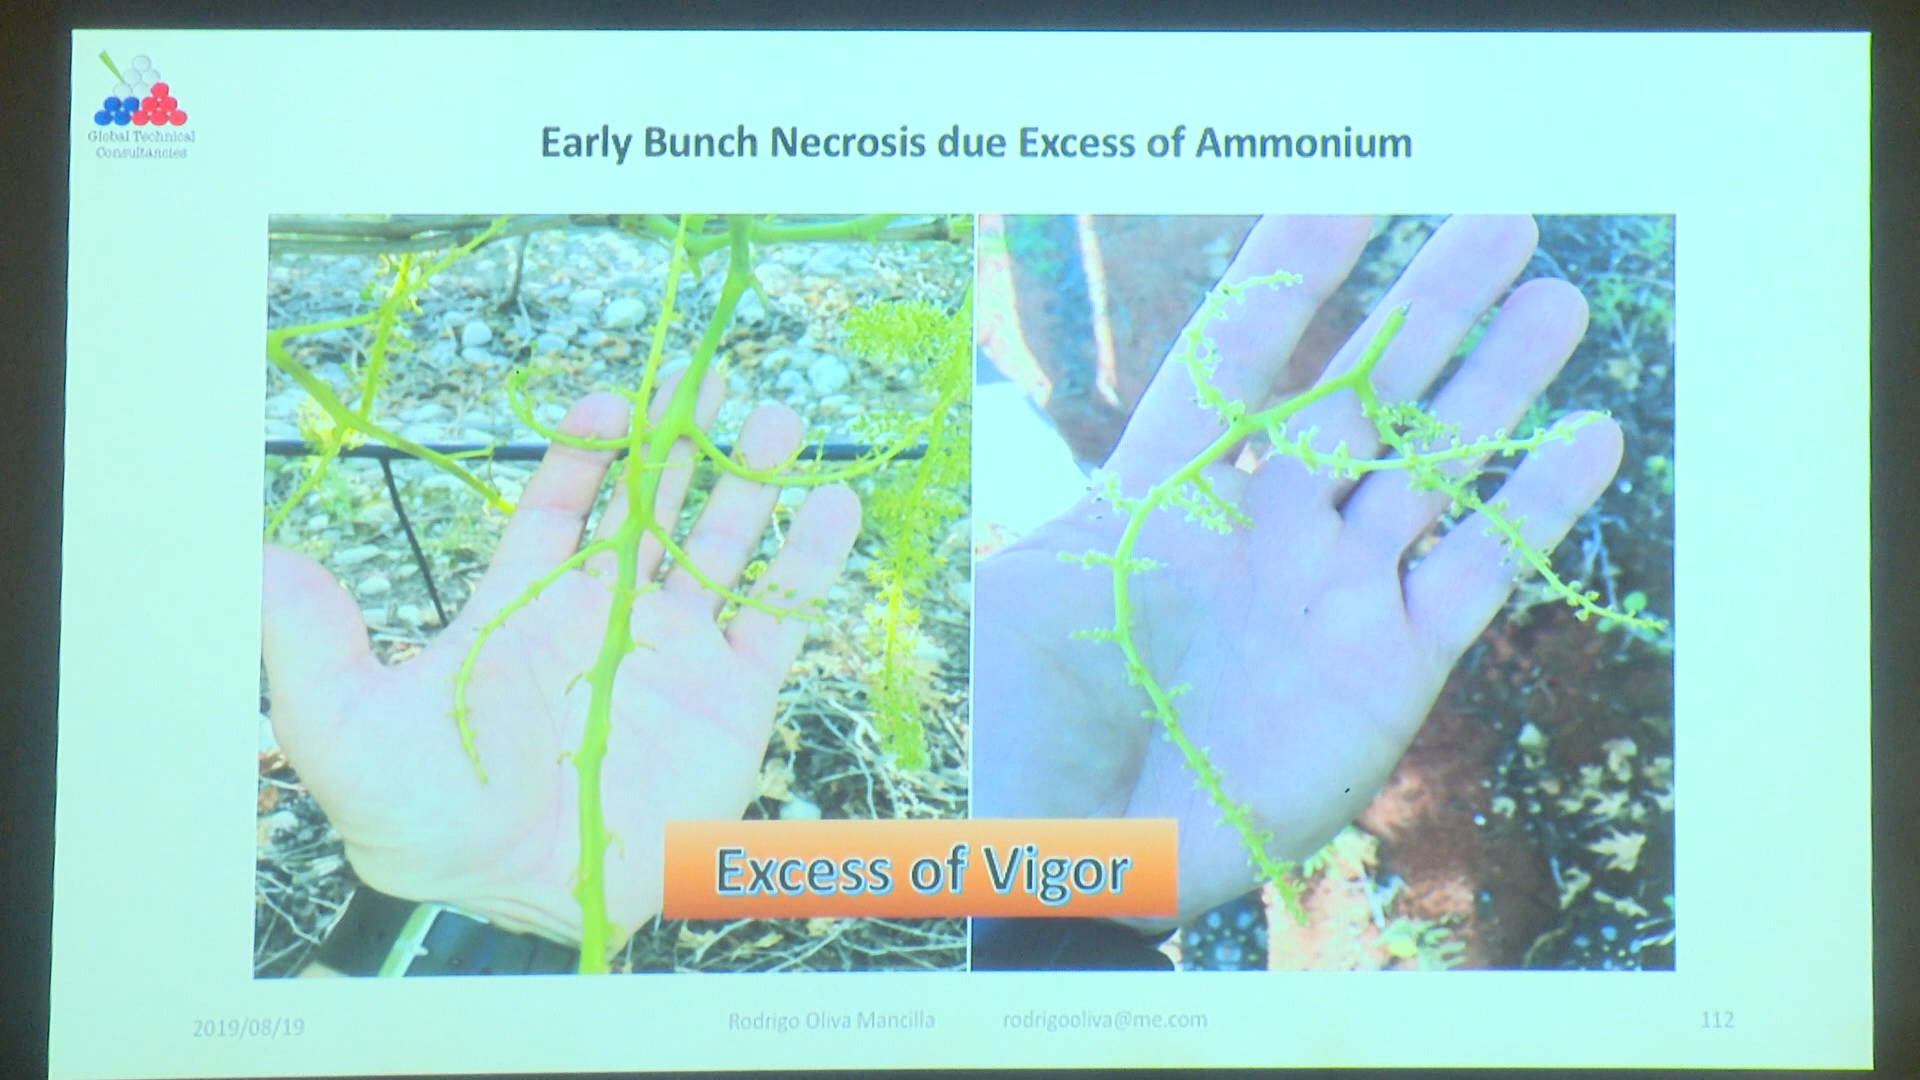 Global Technical
Consultancies
Early Bunch Necrosis due Excess of Ammonium
Excess of Vigor
2019/08/19
Rodrigo Oliva Mancilla rodrigooliva@me.com
112